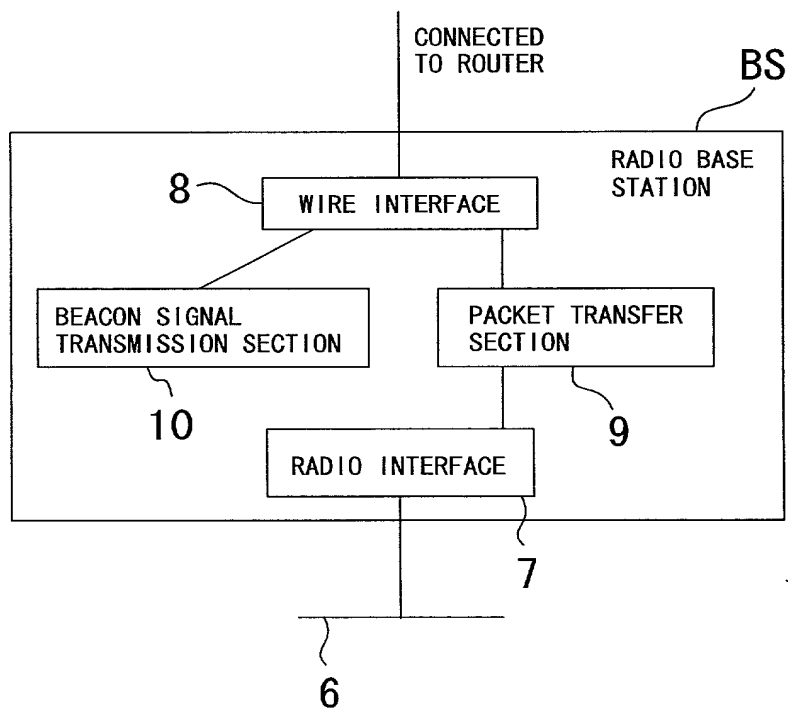 CONNECTED
TO ROUTER
BS
RADIO BASE
STATION
8
WIRE INTERFACE
BEACON SIGNAL
TRANSMISSION SECTION
PACKET TRANSFER
SECTION
10
9
RADIO INTERFACE
7
6